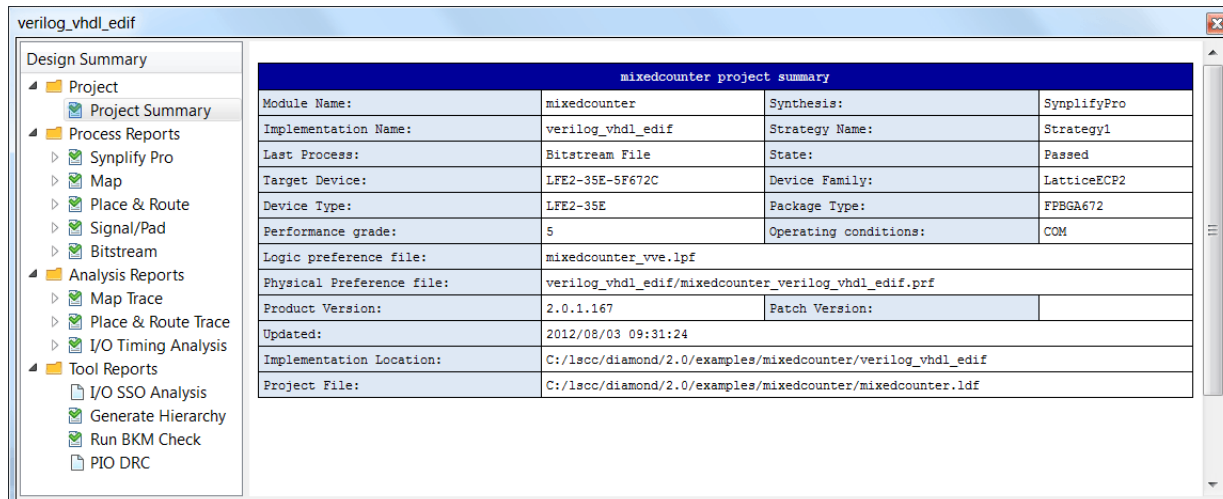 verilog_vhdl_edif
Design Summary
Project
Project Summary
Process Reports
Synplify Pro
Map
Place & Route
Signal/Pad
Bitstream
Analysis Reports
Map Trace
Place & Route Trace
I/O Timing Analysis
Tool Reports
I/O SSO Analysis
Generate Hierarchy
Run BKM Check
PIO DRC
mixedcounter project summary
Module Name: mixedcounter Synthesis: SynplifyPro
Implementation Name: verilog_vhdl_edif Strategy Name: Strategy1
Last Process: Bitstream File State: Passed
Target Device: LFE2-35E-5F672C Device Family: LatticeECP2
Device Type: LFE2-35E Package Type: FPBGA672
Performance grade: 5 Operating conditions: COM
Logic preference file: mixedcounter_vve.lpf
Physical Preference file: verilog_vhdl_edif/mixedcounter_verilog_vhdl_edif.prf
Product Version: 2.0.1.167 Patch Version:
Updated: 2012/08/03 09:31:24
Implementation Location: C:/lscc/diamond/2.0/examples/mixedcounter/verilog_vhdl_edif
Project File: C:/lscc/diamond/2.0/examples/mixedcounter/mixedcounter.ldf